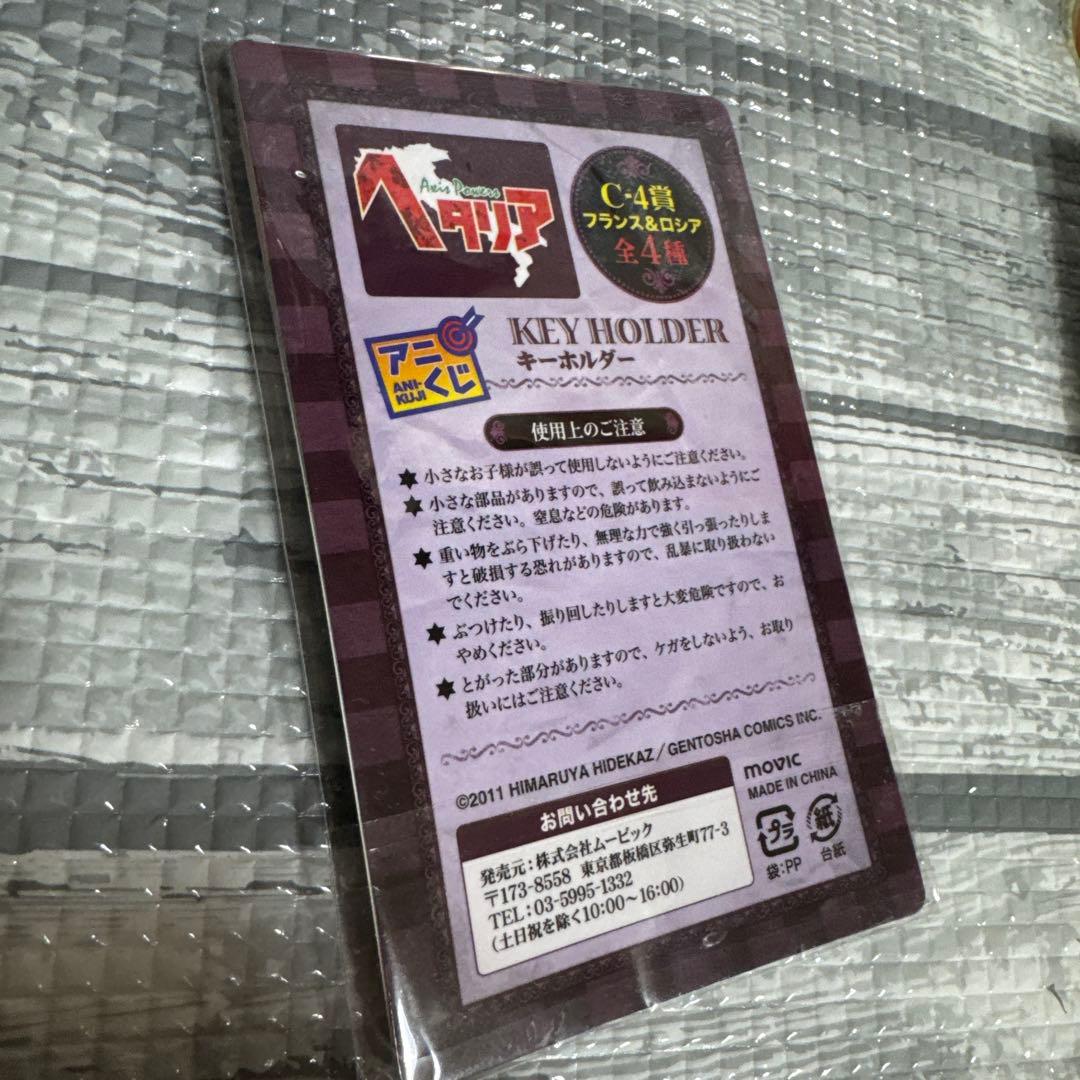 Axis Powers
ヘタリア
C-4賞
フランス&ロシア
全4種
アニくじ
ANI-KUJI
KEY HOLDER
キーホルダー
使用上のご注意
★小さなお子様が誤って使用しないようにご注意ください。
★小さな部品がありますので、誤って飲み込まないようにご
注意ください。窒息などの危険があります。
★重い物をぶら下げたり、無理な力で強く引っ張ったりしま
すと破損する恐れがありますので、乱暴に取り扱わない
でください。
★ぶつけたり、振り回したりしますと大変危険ですので、お
やめください。
★とがった部分がありますので、ケガをしないよう、お取り
扱いにはご注意ください。
©2011 HIMARUYA HIDEKAZ/GENTOSHA COMICS INC.
お問い合わせ先
発売元:株式会社ムービック
〒173-8558 東京都板橋区弥生町77-3
TEL:03-5995-1332
(土日祝を除く10:00〜16:00)
movic
MADE IN CHINA
プラ
紙
袋:PP
台紙